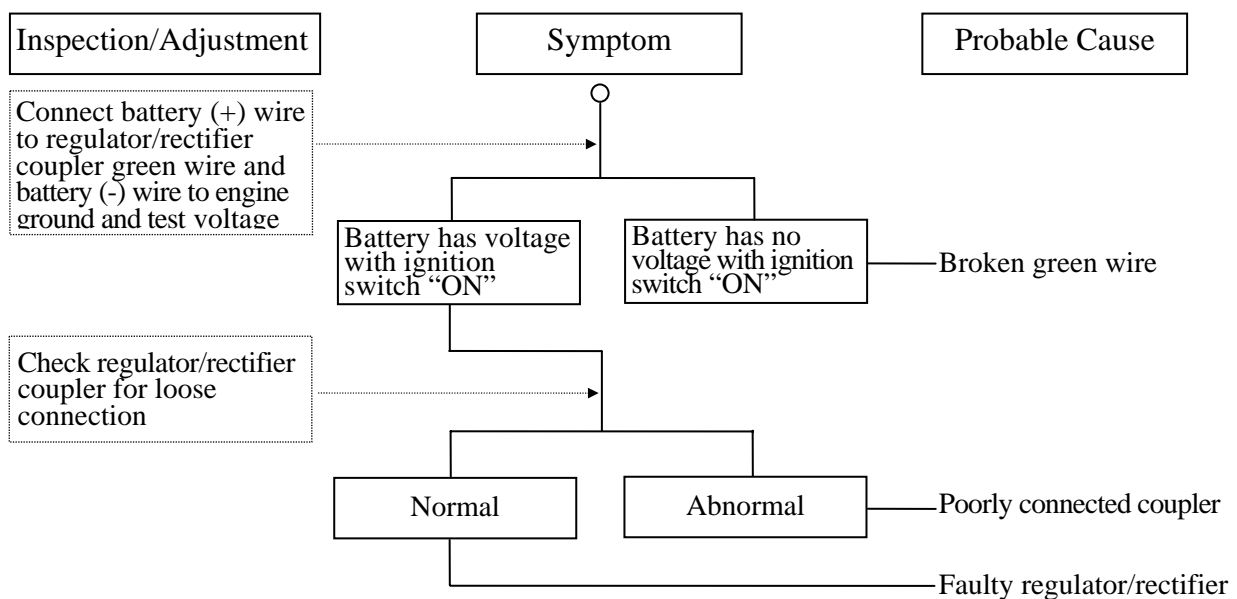 Inspection/Adjustment
Symptom
Probable Cause
Connect battery (+) wire
to regulator/rectifier
coupler green wire and
battery (-) wire to engine
ground and test voltage
Battery has voltage
with ignition
switch “ON”
Battery has no
voltage with ignition
switch “ON”
Broken green wire
Check regulator/rectifier
coupler for loose
connection
Normal
Abnormal
Poorly connected coupler
Faulty regulator/rectifier